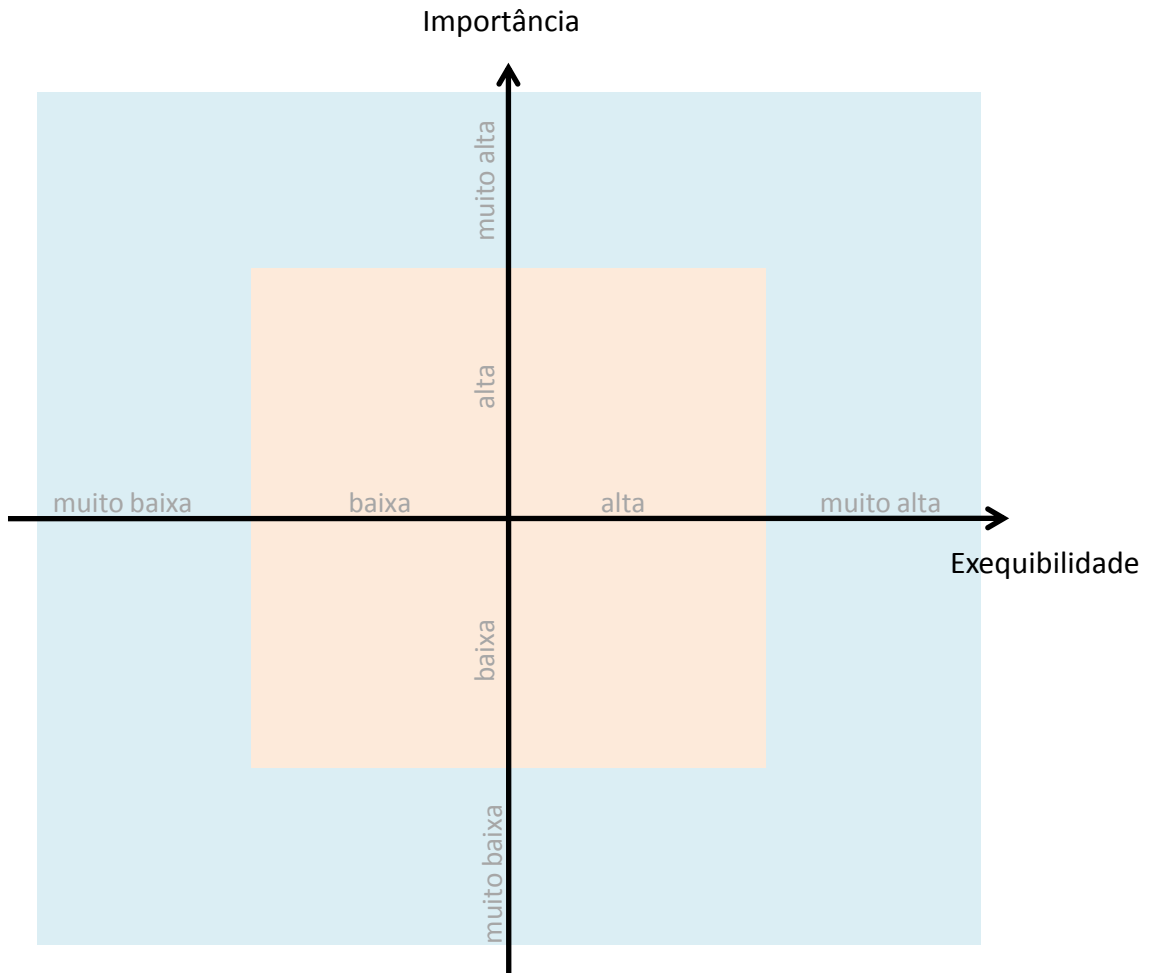 Importância
muito alta
alta
muito baixa
baixa
alta
muito alta
Exequibilidade
baixa
muito baixa